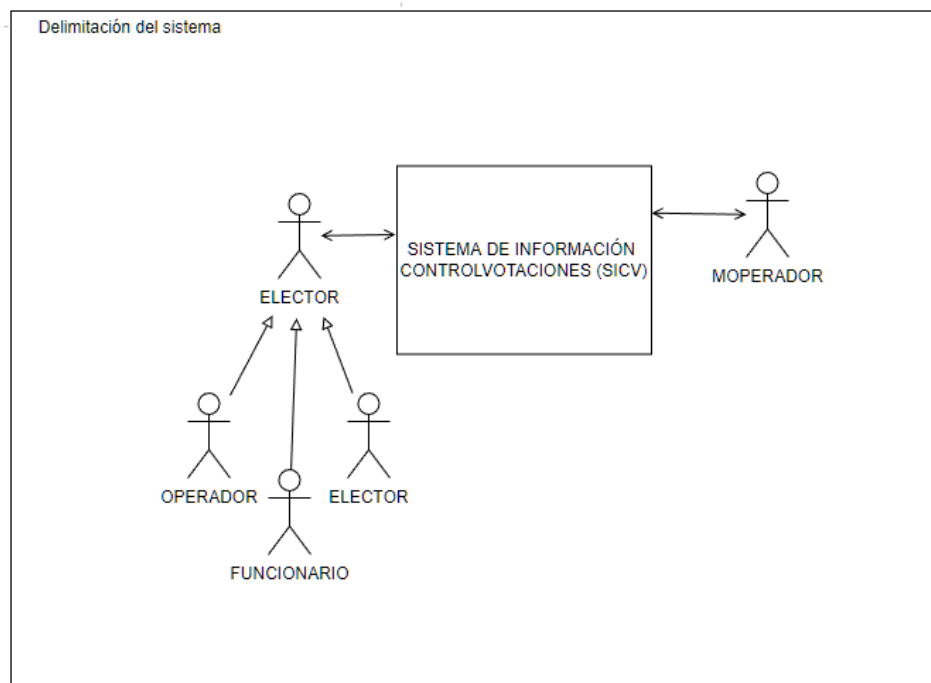 Delimitación del sistema
SISTEMA DE INFORMACIÓN
CONTROLVOTACIONES (SICV)
MOPERADOR
ELECTOR
OPERADOR
ELECTOR
FUNCIONARIO